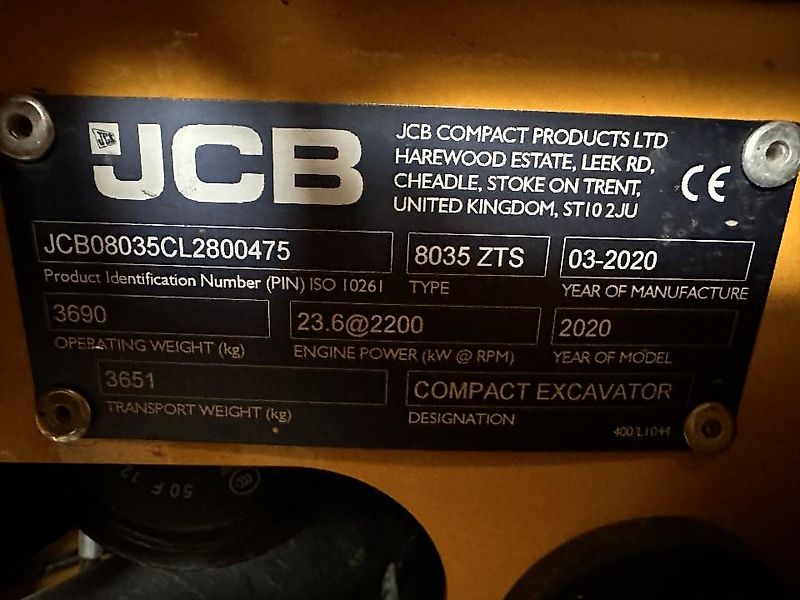 JCB
JCB COMPACT PRODUCTS LTD
HAREWOOD ESTATE, LEEK RD,
CHEADLE, STOKE ON TRENT,
UNITED KINGDOM, ST10 2JU
CE
JCB08035CL2800475
Product Identification Number (PIN) ISO 10261
8035 ZTS
TYPE
03-2020
YEAR OF MANUFACTURE
3690
OPERATING WEIGHT (kg)
23.6@2200
ENGINE POWER (kW @ RPM)
2020
YEAR OF MODEL
3651
TRANSPORT WEIGHT (kg)
COMPACT EXCAVATOR
DESIGNATION
400/L1044
50 F 12